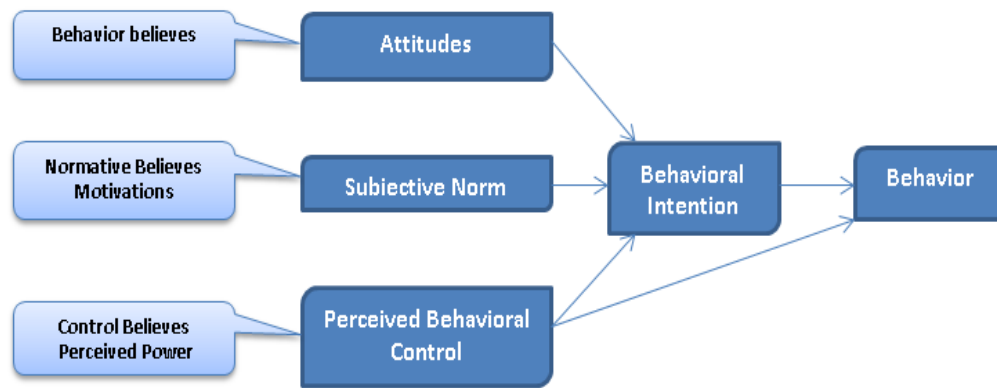 Behavior believes
Attitudes
Normative Believes
Motivations
Subiective Norm
Behavioral
Intention
Behavior
Control Believes
Perceived Power
Perceived Behavioral
Control